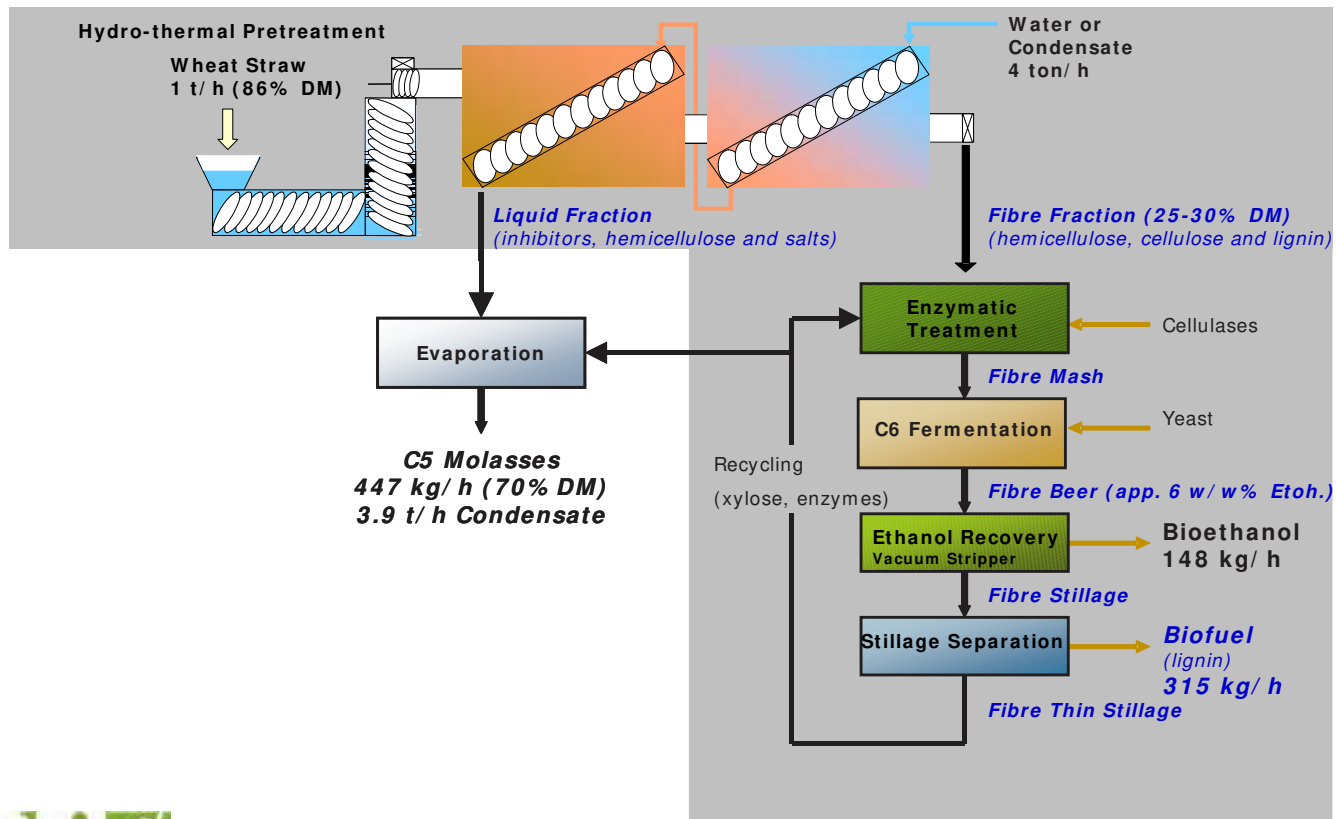 Hydro-thermal Pretreatment
Wheat Straw
1 t/h (86% DM)
Water or
Condensate
4 ton/h
Liquid Fraction
(inhibitors, hemicellulose and salts)
Fibre Fraction (25-30% DM)
(hemicellulose, cellulose and lignin)
Evaporation
C5 Molasses
447 kg/h (70% DM)
3.9 t/h Condensate
Enzymatic
Treatment
Cellulases
Fibre Mash
C6 Fermentation
Yeast
Recycling
(xylose, enzymes)
Fibre Beer (app. 6 w/w% Etoh.)
Ethanol Recovery
Vacuum Stripper
Bioethanol
148 kg/h
Fibre Stillage
Stillage Separation
Biofuel
(lignin)
315 kg/h
Fibre Thin Stillage